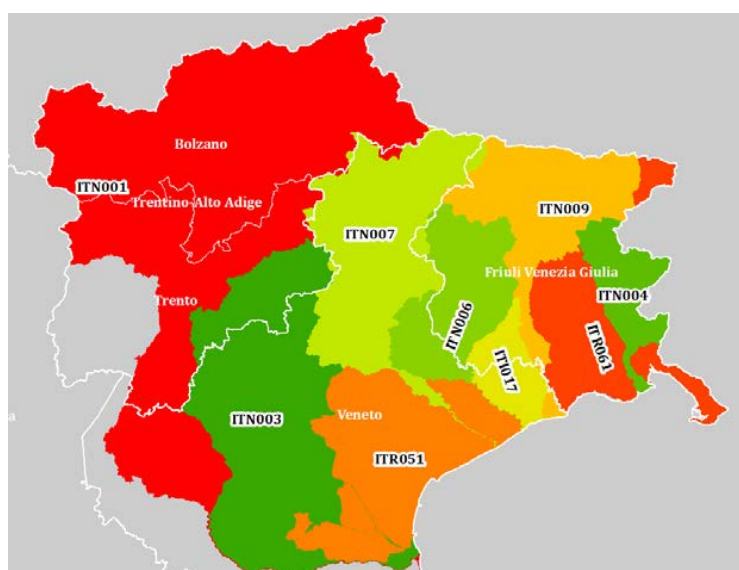 Bolzano
ITN001
Trentino-Alto Adige
ITN009
ITN007
Friuli Venezia Giulia
ITN004
Trento
ITN006
ITR061
ITI017
a
ITN003
Veneto
ITR051